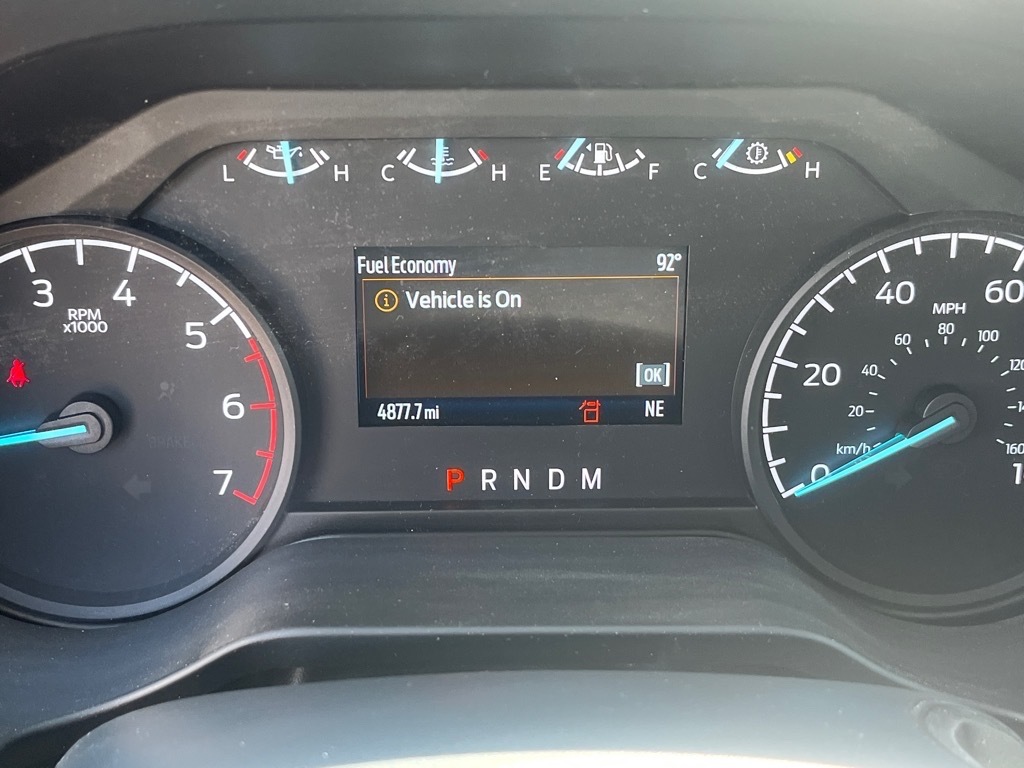 L H C H E F C H
Fuel Economy 92°
Vehicle is On
OK
4877.7 mi NE
P R N D M
3 4 5 6 7
RPM
x1000
0 20 40 60
MPH
20 40 60 80 100 120
160
km/h